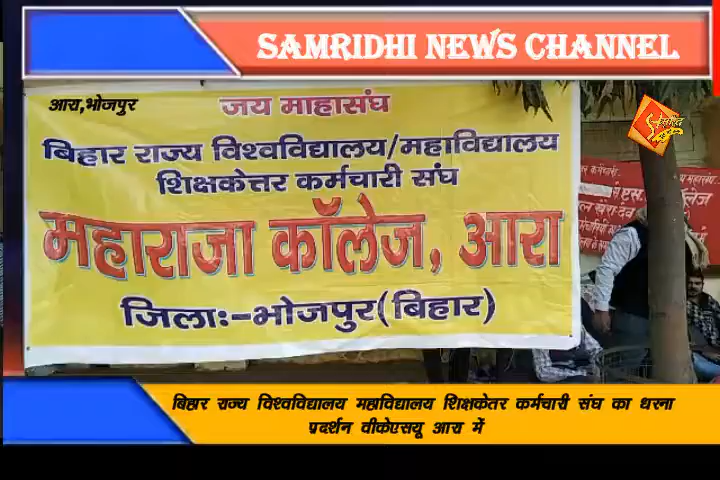 SAMRIDHI NEWS CHANNEL
आरा,भोजपुर
जय माहासंघ
बिहार राज्य विश्वविद्यालय/महाविद्यालय
शिक्षकेत्तर कर्मचारी संघ
महाराजा कॉलेज, आरा
जिलाः-भोजपुर(बिहार)
बिहार राज्य विश्वविद्यालय महाविद्यालय शिक्षकेतर कर्मचारी संघ का धरना
प्रदर्शन वीकेएसयू आरा में